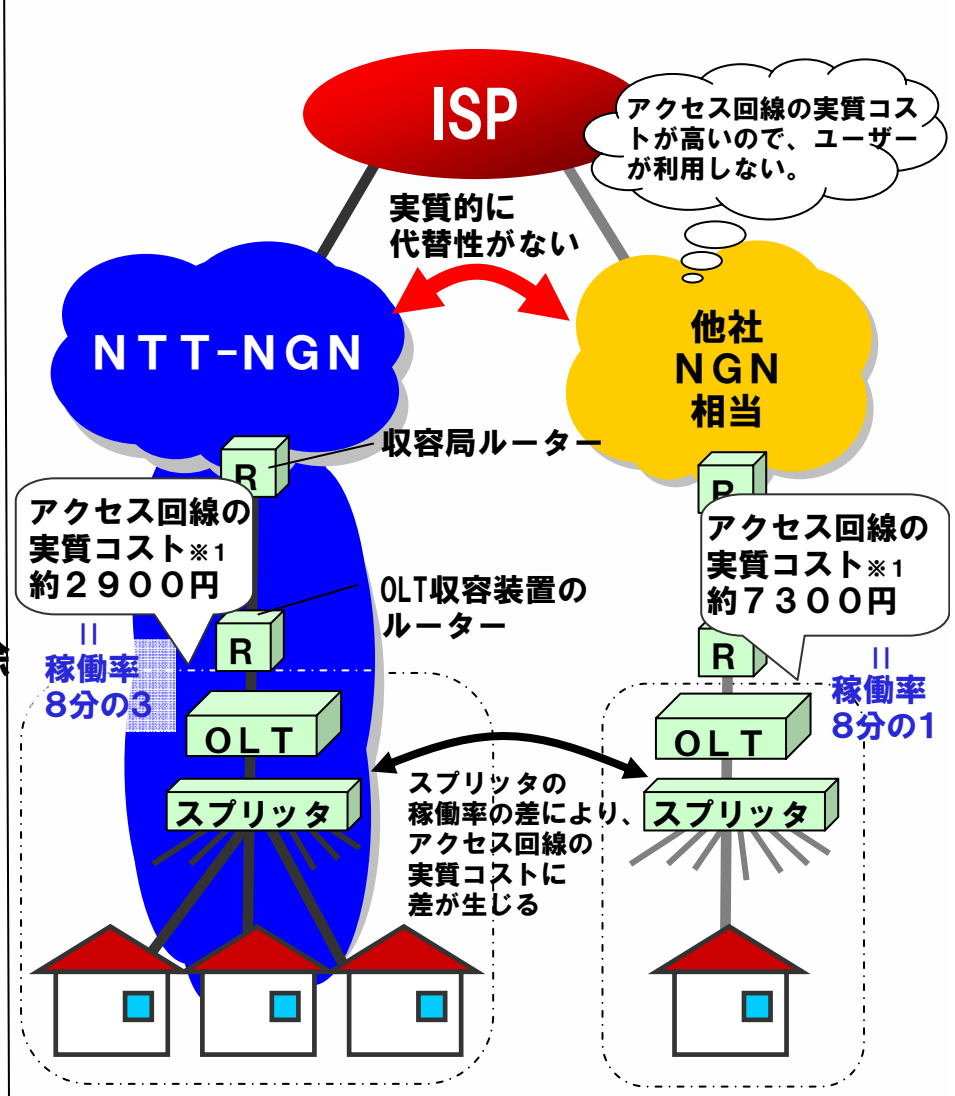 ISP
アクセス回線の実質コス
トが高いので、ユーザー
が利用しない。
実質的に
代替性がない
NTT-NGN
他社
NGN
相当
収容局ルーター
R
R
アクセス回線の
実質コスト※1
約2900円
=
稼働率
8分の3
アクセス回線の
実質コスト※1
約7300円
=
稼働率
8分の1
OLT収容装置の
ルーター
R
R
OLT
OLT
スプリッタ
スプリッタ
スプリッタの
稼働率の差により、
アクセス回線の
実質コストに
差が生じる